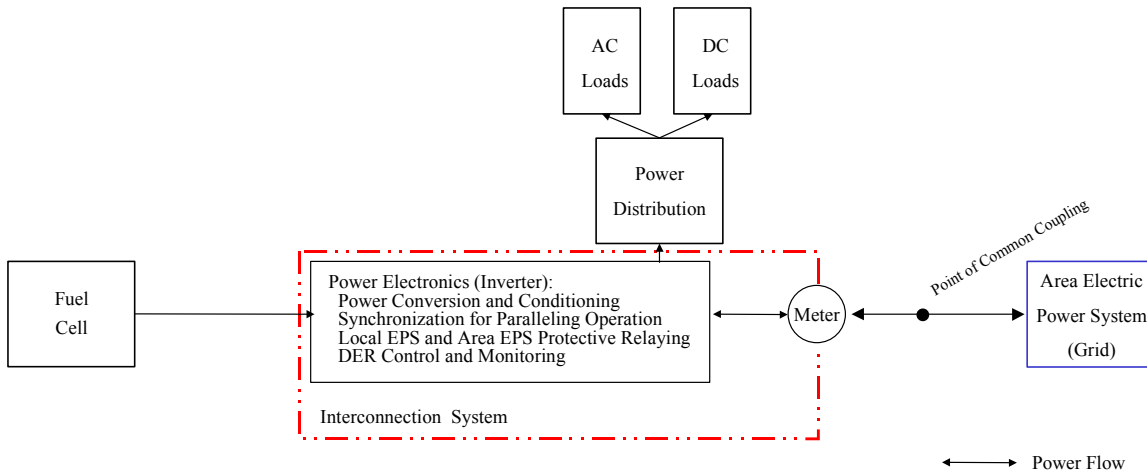 AC
Loads
DC
Loads
Power
Distribution
Point of Common Coupling
Fuel
Cell
Power Electronics (Inverter):
Power Conversion and Conditioning
Synchronization for Paralleling Operation
Local EPS and Area EPS Protective Relaying
DER Control and Monitoring
Interconnection System
Meter
Area Electric
Power System
(Grid)
Power Flow